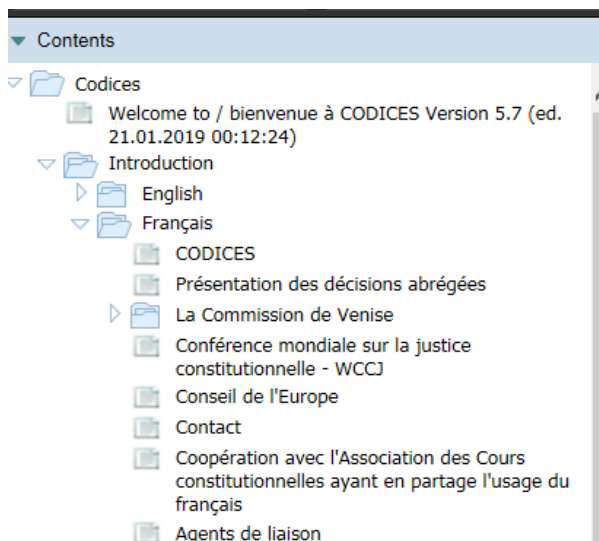 Contents
Codices
Welcome to / bienvenue à CODICES Version 5.7 (ed.
21.01.2019 00:12:24)
Introduction
English
Français
CODICES
Présentation des décisions abrégées
La Commission de Venise
Conférence mondiale sur la justice
constitutionnelle - WCCJ
Conseil de l'Europe
Contact
Coopération avec l'Association des Cours
constitutionnelles ayant en partage l'usage du
français
Agents de liaison